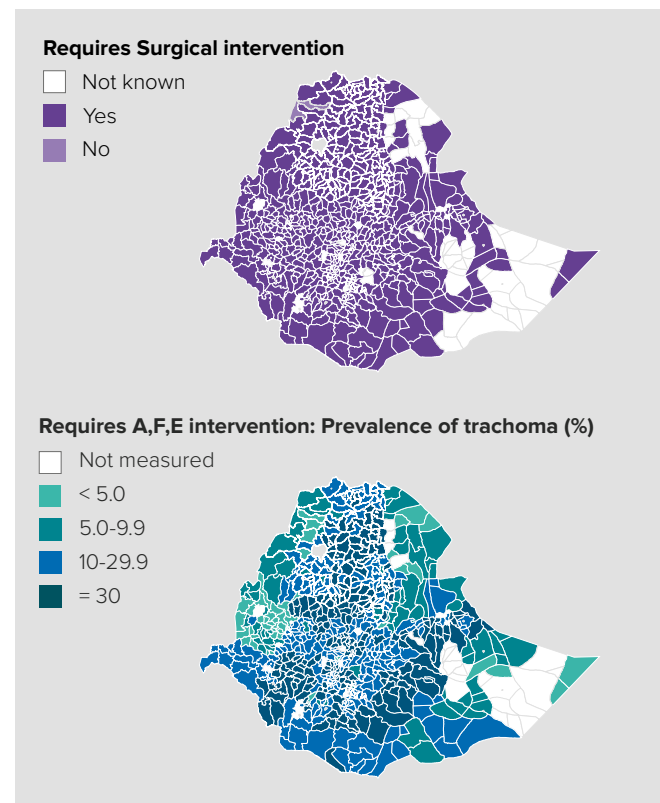 Requires Surgical intervention
Not known
Yes
No
Requires A,F,E intervention: Prevalence of trachoma (%)
Not measured
< 5.0
5.0-9.9
10-29.9
= 30